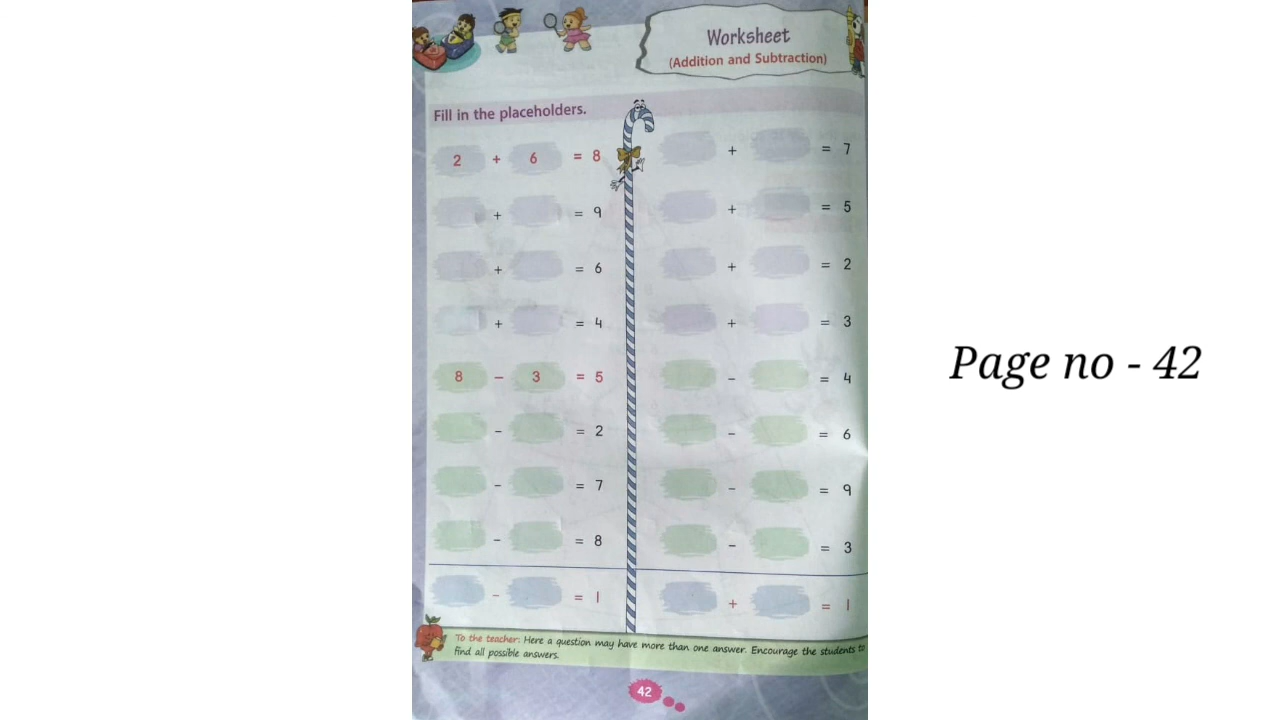 Worksheet
(Addition and Subtraction)
Fill in the placeholders.
2 + 6 = 8
+ = 9
+ = 6
+ = 4
8 - 3 = 5
- = 2
- = 7
- = 8
- = 1
+ = 7
+ = 5
+ = 2
+ = 3
- = 4
- = 6
- = 9
- = 3
+ = 1
To the teacher: Here a question may have more than one answer. Encourage the students to
find all possible answers.
42
Page no - 42